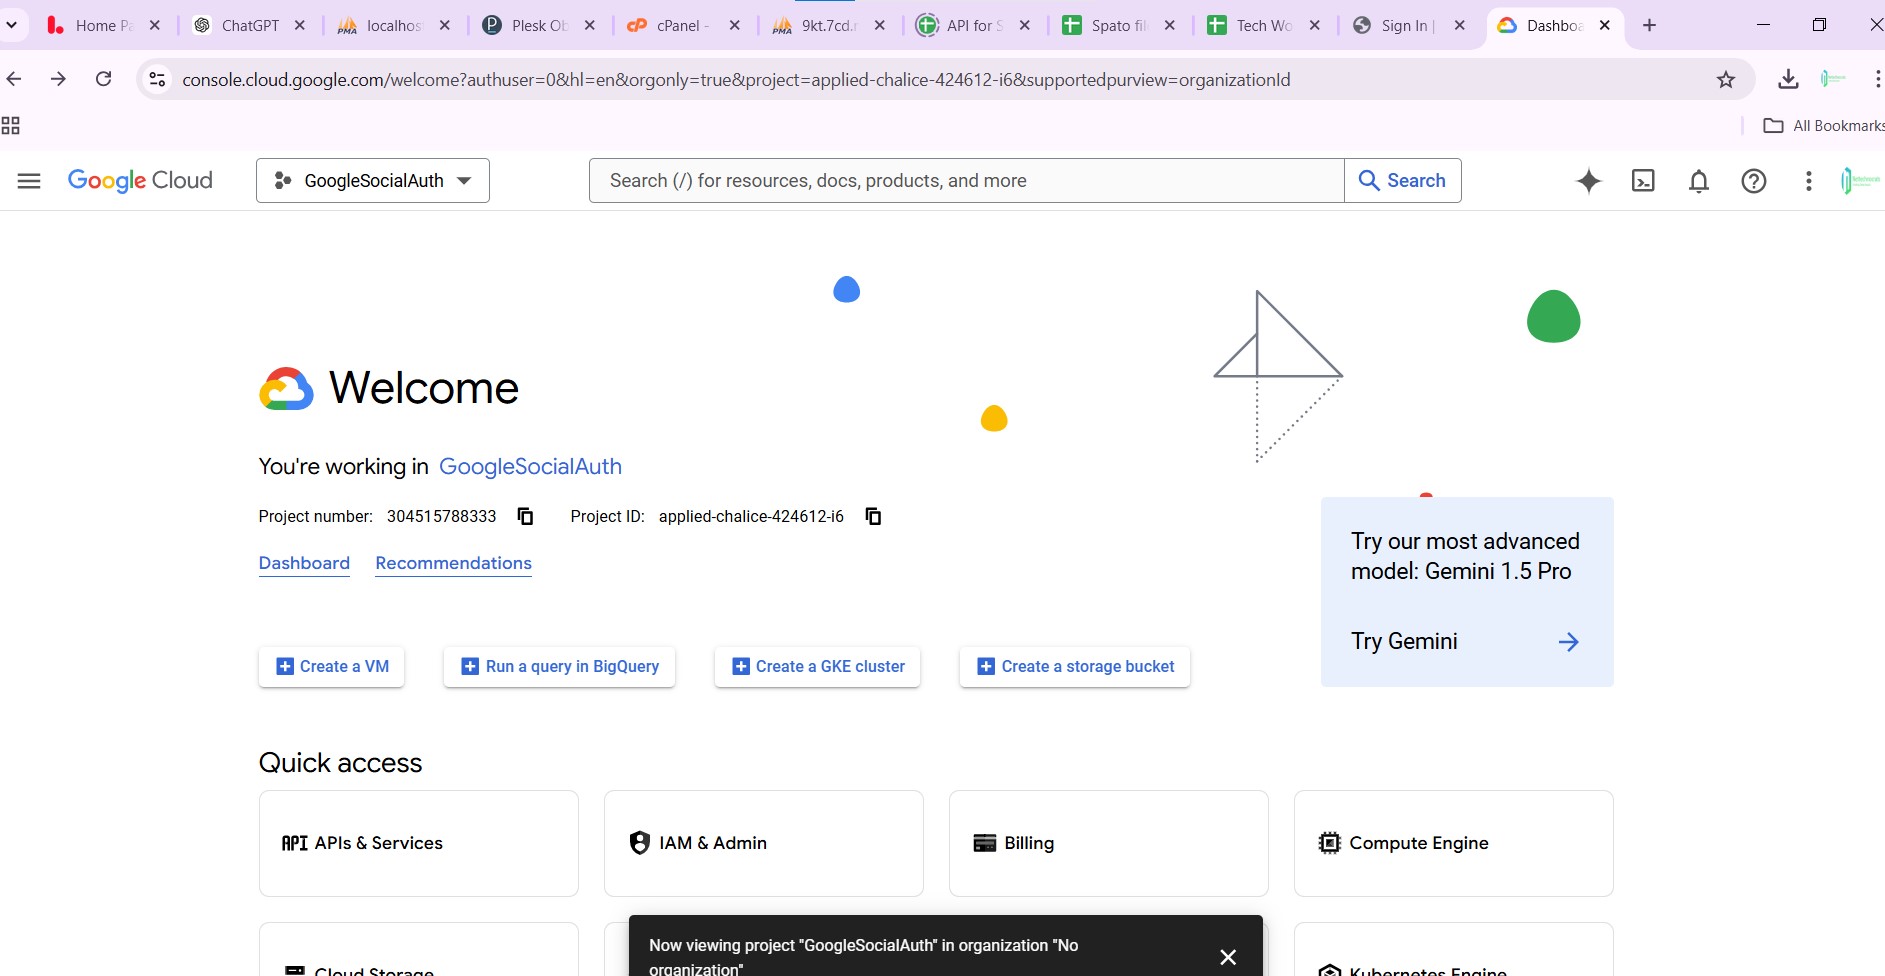 Home Pa
ChatGPT
PMA localhos
Plesk Ob
cP cPanel -
PMA 9kt.7cd.r
API for S
Spato fil
Tech Wo
Sign In |
Dashboa
console.cloud.google.com/welcome?authuser=0&hl=en&orgonly=true&project=applied-chalice-424612-i6&supportedpurview=organizationId
All Bookmarks
Google Cloud
GoogleSocialAuth
Search (/) for resources, docs, products, and more
Search
Welcome
You're working in GoogleSocialAuth
Project number: 304515788333 Project ID: applied-chalice-424612-i6
Dashboard Recommendations
Try our most advanced
model: Gemini 1.5 Pro
Try Gemini
Create a VM
Run a query in BigQuery
Create a GKE cluster
Create a storage bucket
Quick access
API APIs & Services
IAM & Admin
Billing
Compute Engine
Cloud Storage
Kubernetes Engine
Now viewing project "GoogleSocialAuth" in organization "No
organization"